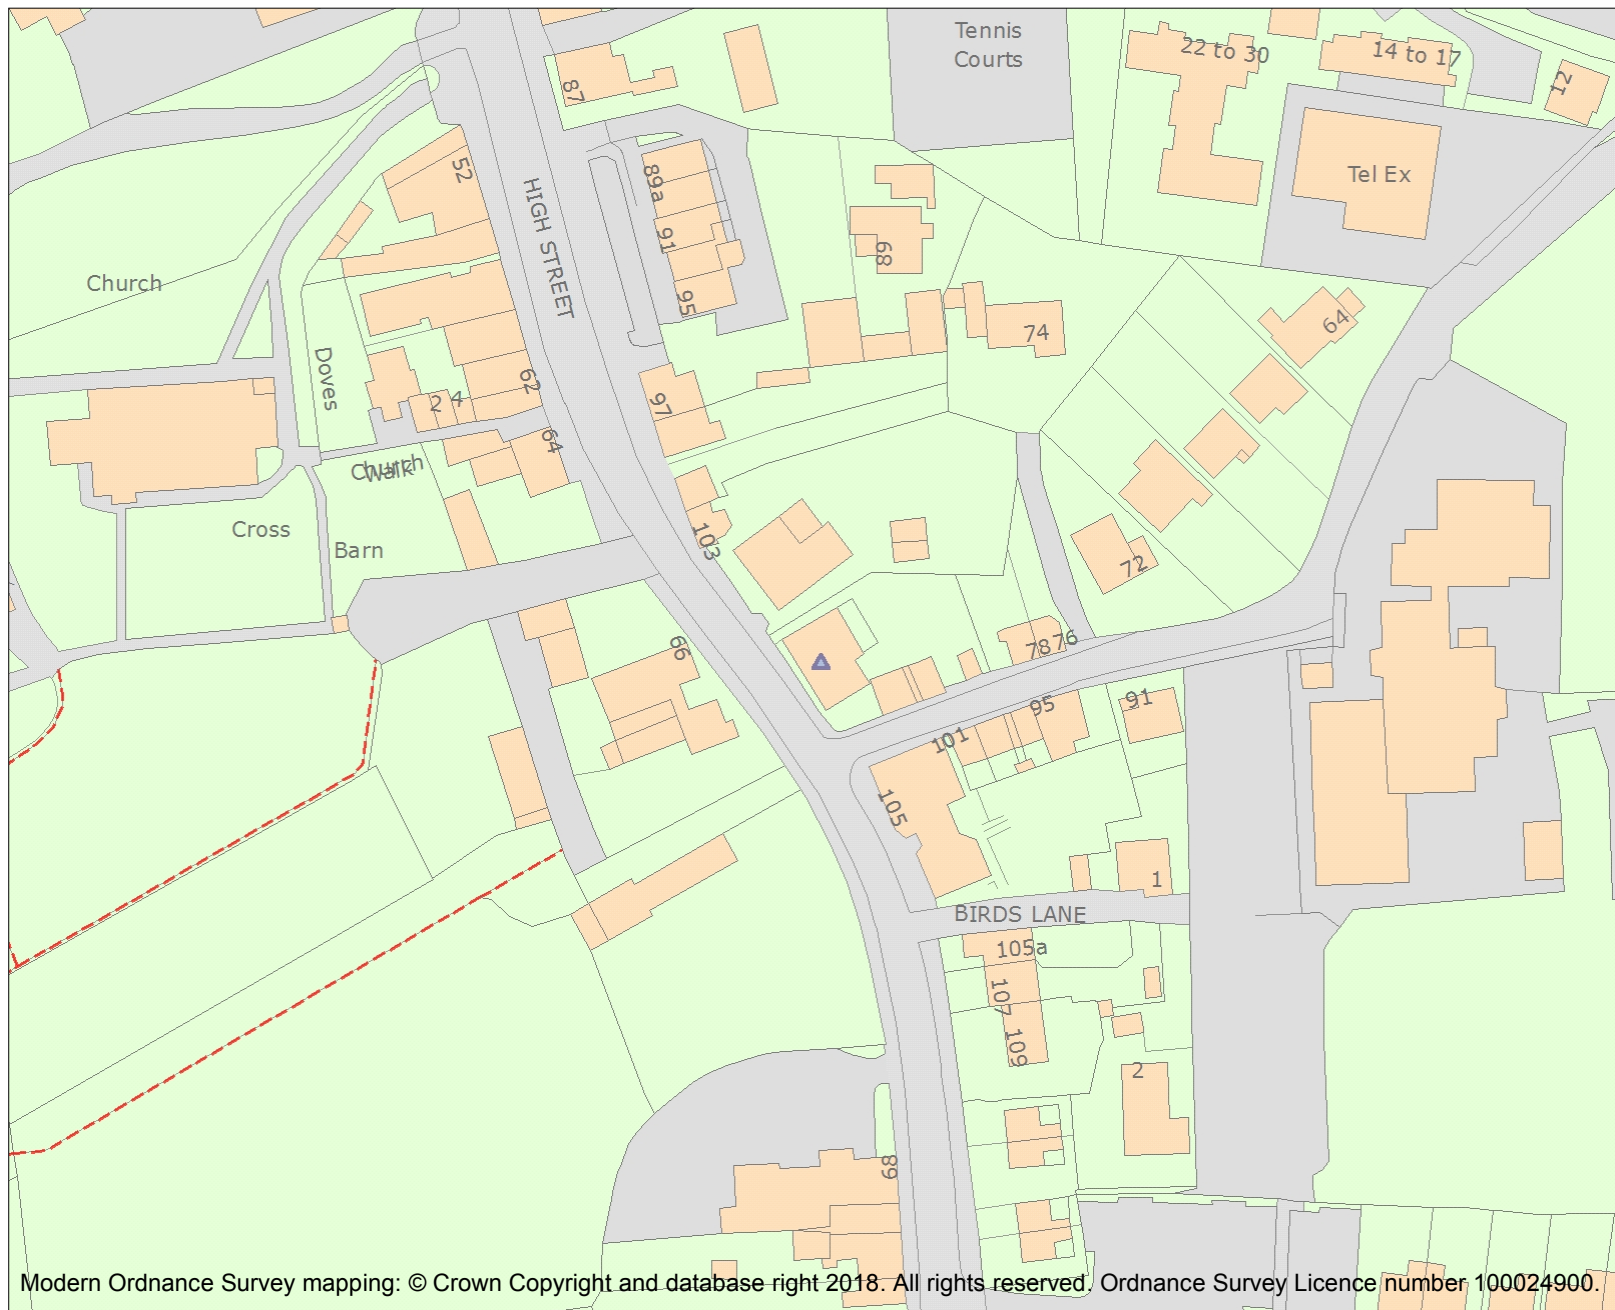 Tennis
Courts
22 to 30
14 to 17
12
87
Tel Ex
52
89a
HIGH STREET
91
68
95
Church
64
74
Doves
62
97
2
4
64
Church
Walk
Cross
Barn
103
72
66
78
76
91
95
101
105
1
BIRDS LANE
105a
107
109
2
68
Modern Ordnance Survey mapping: © Crown Copyright and database right 2018. All rights reserved. Ordnance Survey Licence number 100024900.